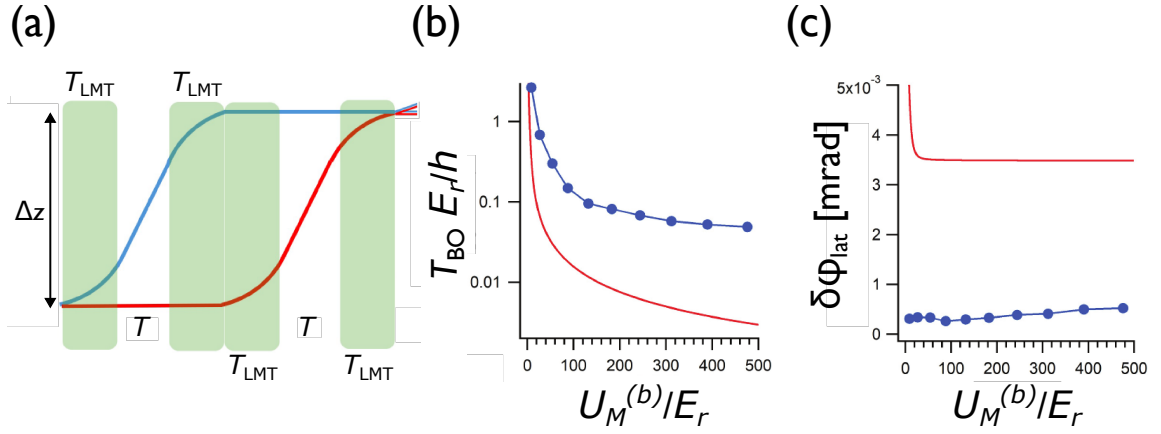 (a)
T_LMT T_LMT
Δz
T T
T_LMT T_LMT
(b)
T_BO E_r/h
1
0.1
0.01
0 100 200 300 400 500
U_M^(b)/E_r
(c)
δφ_lat [mrad]
5x10^-3
4
3
2
1
0
0 100 200 300 400 500
U_M^(b)/E_r